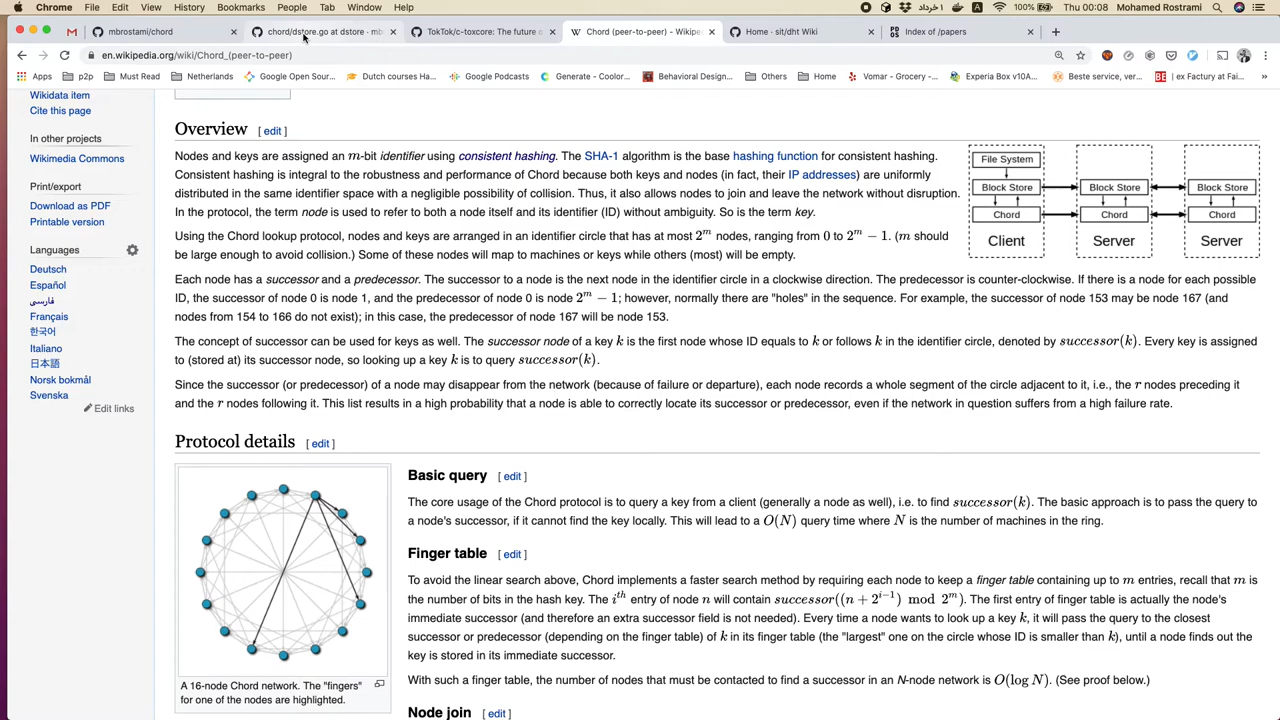 Chrome File Edit View History Bookmarks People Tab Window Help
۱ خرداد
100%
Thu 00:08 Mohamed Rostrami
mbrostami/chord
chord/dstore.go at dstore · mb
TokTok/c-toxcore: The future o
Chord (peer-to-peer) - Wikipe
Home · sit/dht Wiki
Index of /papers
en.wikipedia.org/wiki/Chord_(peer-to-peer)
Apps p2p Must Read Netherlands Google Open Sour... Dutch courses Ha... Google Podcasts Generate - Coolor... Behavioral Design... Others Home Vomar - Grocery -... Experia Box v10A... Beste service, ver... | ex Factory at Fai... »
Wikidata item
Cite this page
In other projects
Wikimedia Commons
Print/export
Download as PDF
Printable version
Languages
Deutsch
Español
فارسی
Français
한국어
Italiano
日本語
Norsk bokmål
Svenska
Edit links
Overview [ edit ]
Nodes and keys are assigned an m-bit identifier using consistent hashing. The SHA-1 algorithm is the base hashing function for consistent hashing.
Consistent hashing is integral to the robustness and performance of Chord because both keys and nodes (in fact, their IP addresses) are uniformly
distributed in the same identifier space with a negligible possibility of collision. Thus, it also allows nodes to join and leave the network without disruption.
In the protocol, the term node is used to refer to both a node itself and its identifier (ID) without ambiguity. So is the term key.
Using the Chord lookup protocol, nodes and keys are arranged in an identifier circle that has at most 2^m nodes, ranging from 0 to 2^m − 1. (m should
be large enough to avoid collision.) Some of these nodes will map to machines or keys while others (most) will be empty.
File System
Block Store Block Store Block Store
Chord Chord Chord
Client Server Server
Each node has a successor and a predecessor. The successor to a node is the next node in the identifier circle in a clockwise direction. The predecessor is counter-clockwise. If there is a node for each possible
ID, the successor of node 0 is node 1, and the predecessor of node 0 is node 2^m − 1; however, normally there are "holes" in the sequence. For example, the successor of node 153 may be node 167 (and
nodes from 154 to 166 do not exist); in this case, the predecessor of node 167 will be node 153.
The concept of successor can be used for keys as well. The successor node of a key k is the first node whose ID equals to k or follows k in the identifier circle, denoted by successor(k). Every key is assigned
to (stored at) its successor node, so looking up a key k is to query successor(k).
Since the successor (or predecessor) of a node may disappear from the network (because of failure or departure), each node records a whole segment of the circle adjacent to it, i.e., the r nodes preceding it
and the r nodes following it. This list results in a high probability that a node is able to correctly locate its successor or predecessor, even if the network in question suffers from a high failure rate.
Protocol details [ edit ]
A 16-node Chord network. The "fingers"
for one of the nodes are highlighted.
Basic query [ edit ]
The core usage of the Chord protocol is to query a key from a client (generally a node as well), i.e. to find successor(k). The basic approach is to pass the query to
a node's successor, if it cannot find the key locally. This will lead to a O(N) query time where N is the number of machines in the ring.
Finger table [ edit ]
To avoid the linear search above, Chord implements a faster search method by requiring each node to keep a finger table containing up to m entries, recall that m is
the number of bits in the hash key. The i^th entry of node n will contain successor((n + 2^{i−1}) mod 2^m). The first entry of finger table is actually the node's
immediate successor (and therefore an extra successor field is not needed). Every time a node wants to look up a key k, it will pass the query to the closest
successor or predecessor (depending on the finger table) of k in its finger table (the "largest" one on the circle whose ID is smaller than k), until a node finds out the
key is stored in its immediate successor.
With such a finger table, the number of nodes that must be contacted to find a successor in an N-node network is O(log N). (See proof below.)
Node join [ edit ]